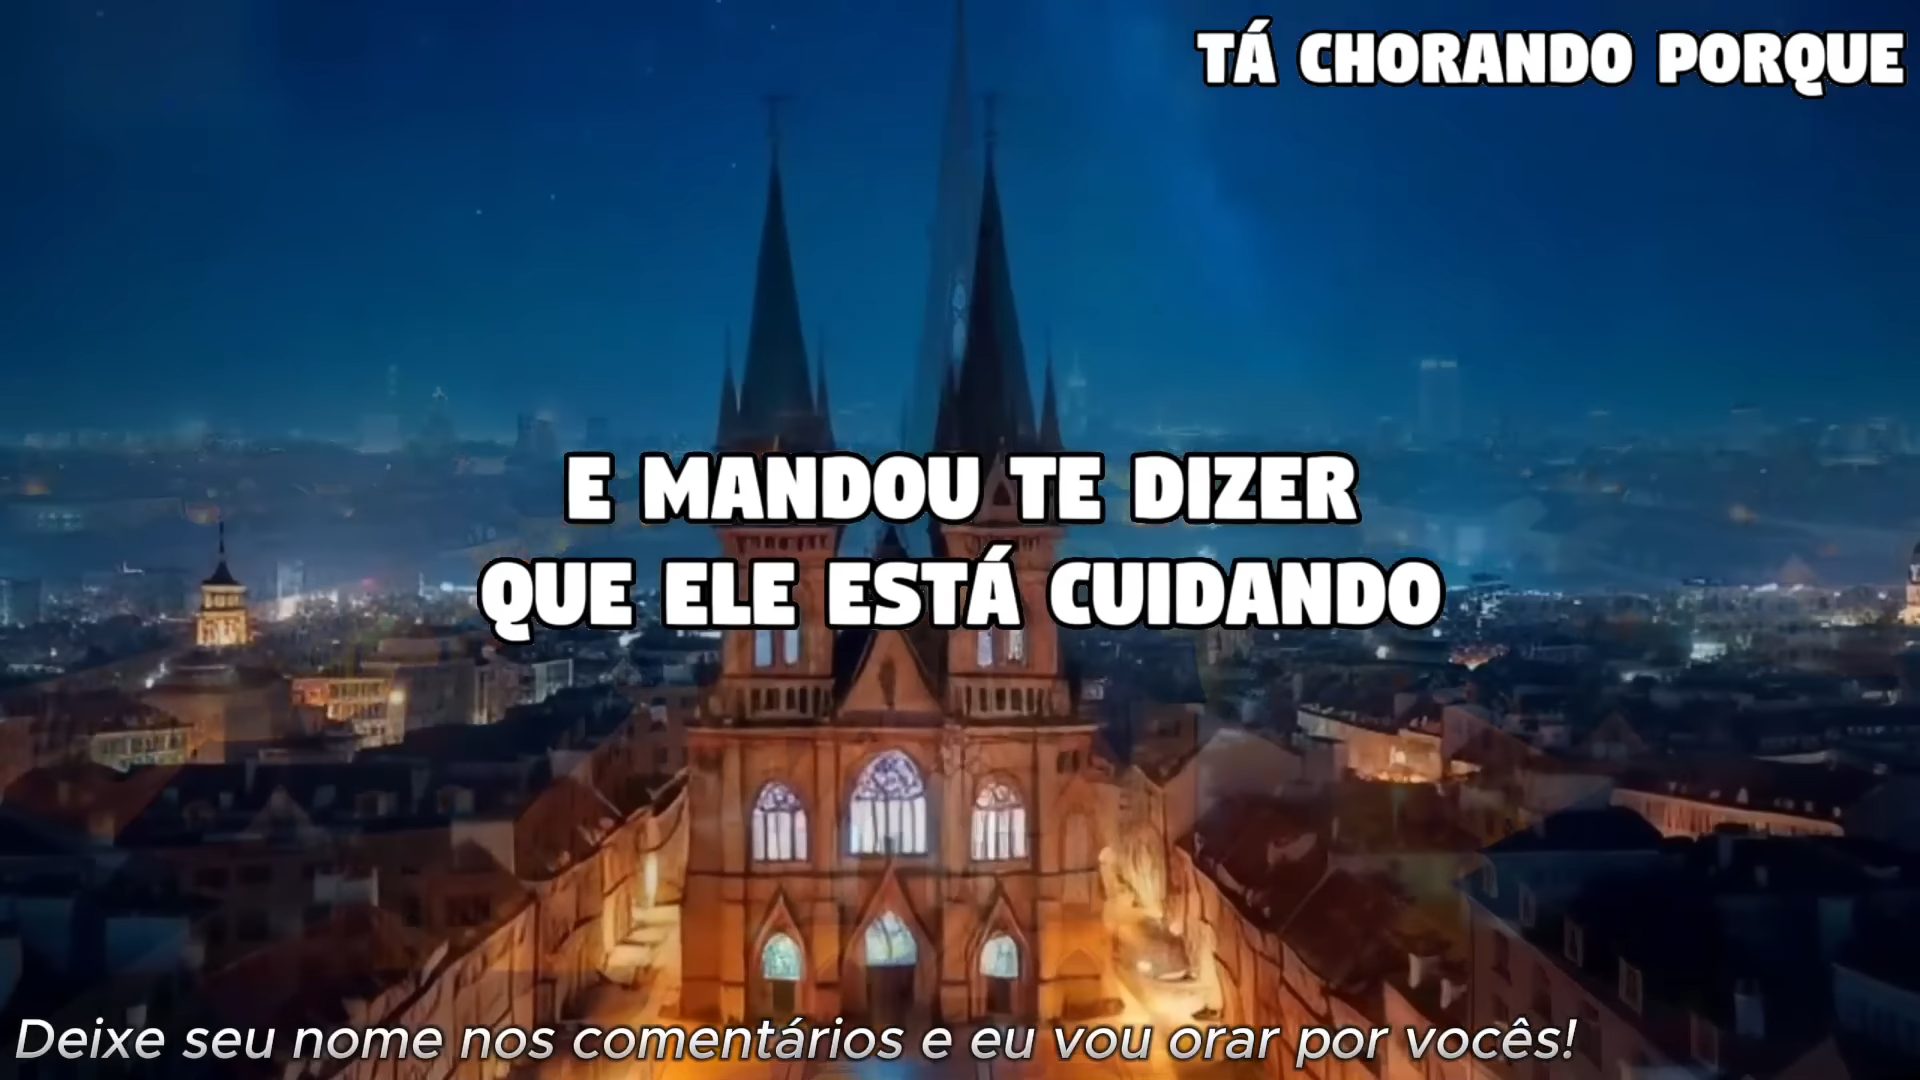 TÁ CHORANDO PORQUE
E MANDOU TE DIZER
QUE ELE ESTÁ CUIDANDO
Deixe seu nome nos comentários e eu vou orar por vocês!